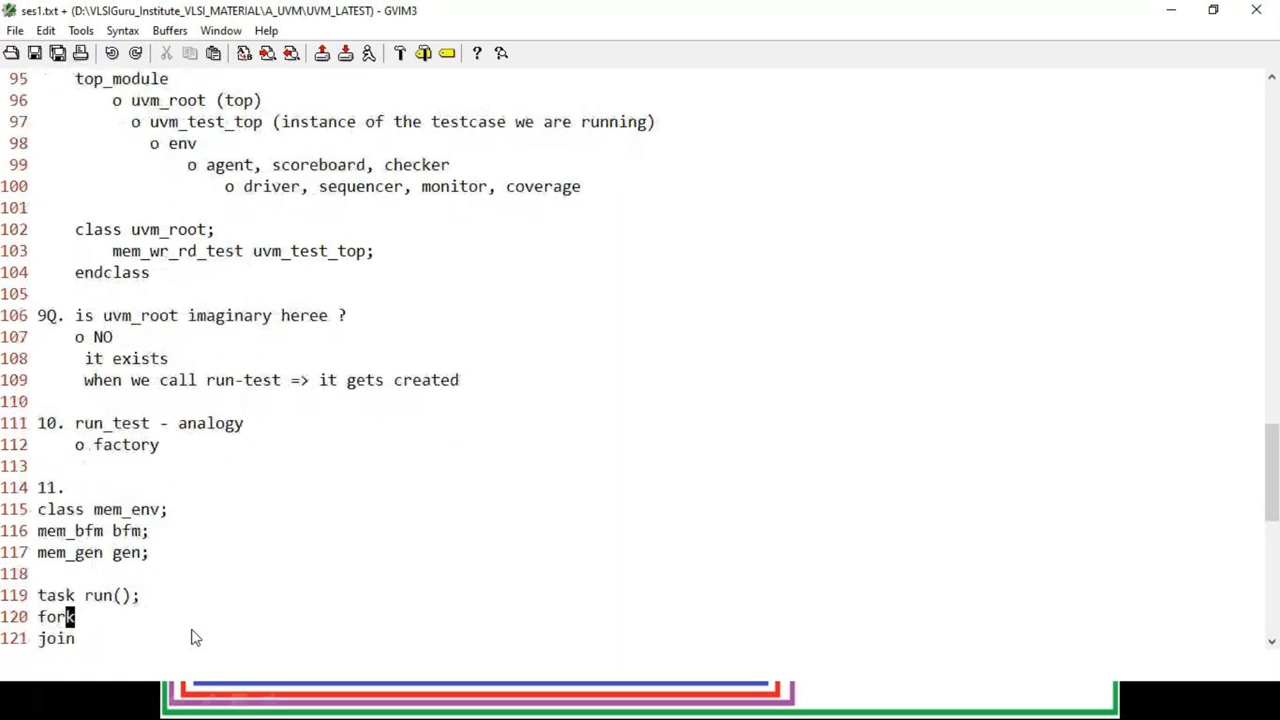 ses1.txt + (D:\VLSIGuru_Institute_VLSI_MATERIAL\A_UVM\UVM_LATEST) - GVIM3
File Edit Tools Syntax Buffers Window Help
95 top_module
96 o uvm_root (top)
97 o uvm_test_top (instance of the testcase we are running)
98 o env
99 o agent, scoreboard, checker
100 o driver, sequencer, monitor, coverage
101
102 class uvm_root;
103 mem_wr_rd_test uvm_test_top;
104 endclass
105
106 9Q. is uvm_root imaginary heree ?
107 o NO
108 it exists
109 when we call run-test => it gets created
110
111 10. run_test - analogy
112 o factory
113
114 11.
115 class mem_env;
116 mem_bfm bfm;
117 mem_gen gen;
118
119 task run();
120 fork
121 join